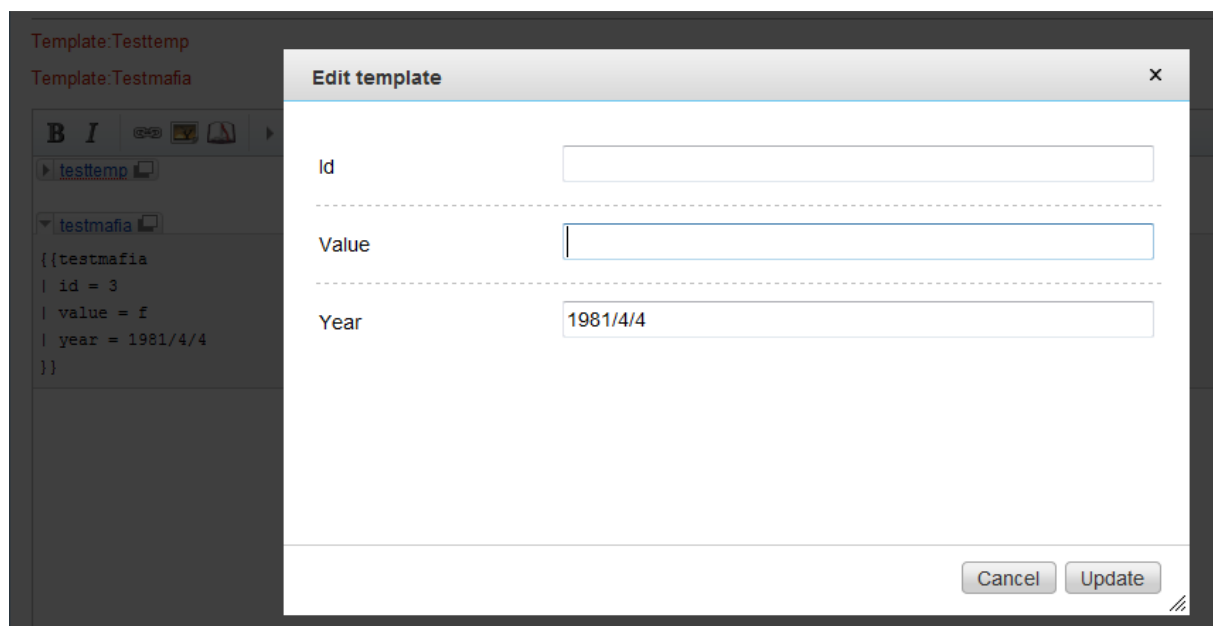 Template:Testtemp
Template:Testmafia
Edit template
×
B I
testtemp
testmafia
{{testmafia
| id = 3
| value = f
| year = 1981/4/4
}}
Id
Value
Year 1981/4/4
Cancel Update